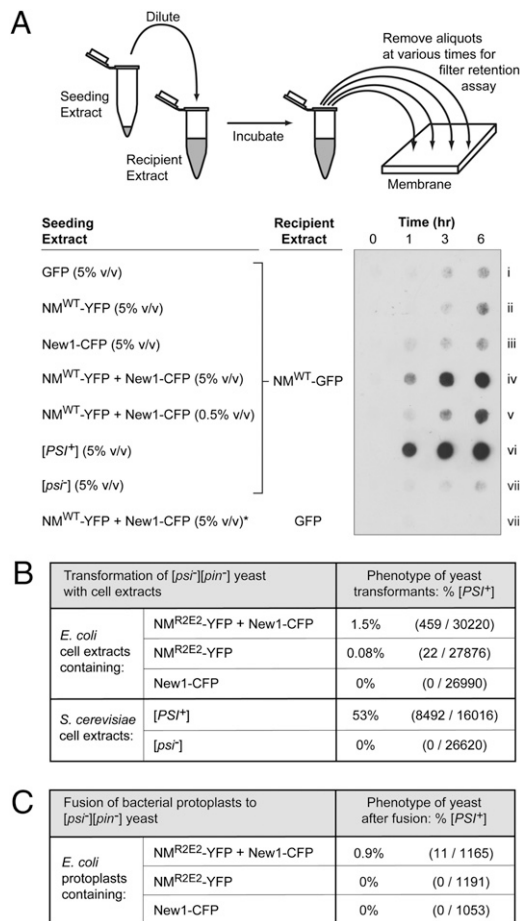 A
Dilute
Remove aliquots
at various times for
filter retention
assay
Seeding
Extract
Recipient
Extract
Incubate
Membrane
Seeding
Extract
Recipient
Extract
Time (hr)
0 1 3 6
GFP (5% v/v) i
NM^WT-YFP (5% v/v) ii
New1-CFP (5% v/v) iii
NM^WT-YFP + New1-CFP (5% v/v) NM^WT-GFP iv
NM^WT-YFP + New1-CFP (0.5% v/v) v
[PSI⁺] (5% v/v) vi
[psi⁻] (5% v/v) vii
NM^WT-YFP + New1-CFP (5% v/v)* GFP vii
B
Transformation of [psi⁻][pin⁻] yeast
with cell extracts
Phenotype of yeast
transformants: % [PSI⁺]
E. coli
cell extracts
containing:
NM^R2E2-YFP + New1-CFP 1.5% (459 / 30220)
NM^R2E2-YFP 0.08% (22 / 27876)
New1-CFP 0% (0 / 26990)
S. cerevisiae
cell extracts:
[PSI⁺] 53% (8492 / 16016)
[psi⁻] 0% (0 / 26620)
C
Fusion of bacterial protoplasts to
[psi⁻][pin⁻] yeast
Phenotype of yeast
after fusion: % [PSI⁺]
E. coli
protoplasts
containing:
NM^R2E2-YFP + New1-CFP 0.9% (11 / 1165)
NM^R2E2-YFP 0% (0 / 1191)
New1-CFP 0% (0 / 1053)